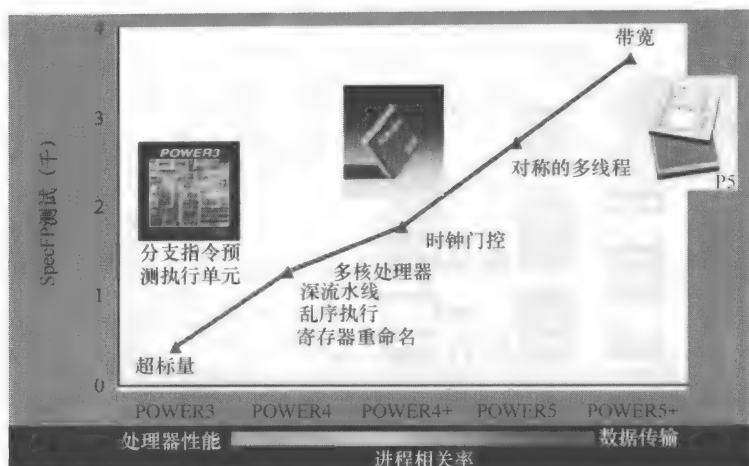 4
带宽
3
POWER3
P5
对称的多线程
SpecFP测试（千）
2
分支指令预
测执行单元
时钟门控
多核处理器
深流水线
乱序执行
寄存器重命名
1
超标量
0
POWER3 POWER4 POWER4+ POWER5 POWER5+
处理器性能 数据传输
进程相关率